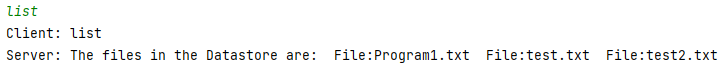 list
Client: list
Server: The files in the Datastore are:  File:Program1.txt  File:test.txt  File:test2.txt